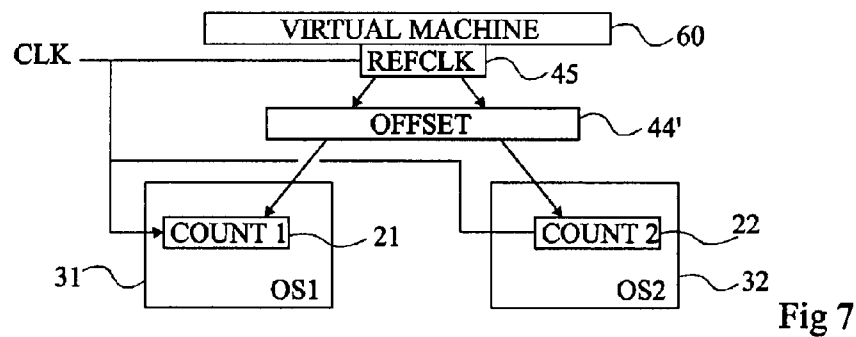 VIRTUAL MACHINE
60
CLK
REFCLK
45
OFFSET
44'
COUNT 1
21
COUNT 2
22
31
OS1
OS2
32
Fig 7